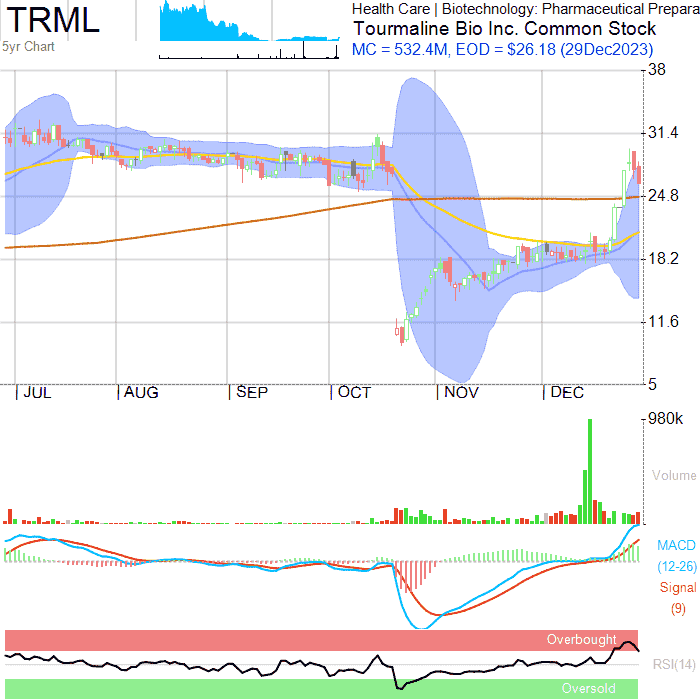 TRML
Health Care | Biotechnology: Pharmaceutical Prepara
Tourmaline Bio Inc. Common Stock
5yr Chart
MC = 532.4M, EOD = $26.18 (29Dec2023)
38
31.4
24.8
18.2
11.6
5
| JUL | AUG | SEP | OCT | NOV | DEC
980k
Volume
MACD
(12-26)
Signal
(9)
Overbought
RSI(14)
Oversold